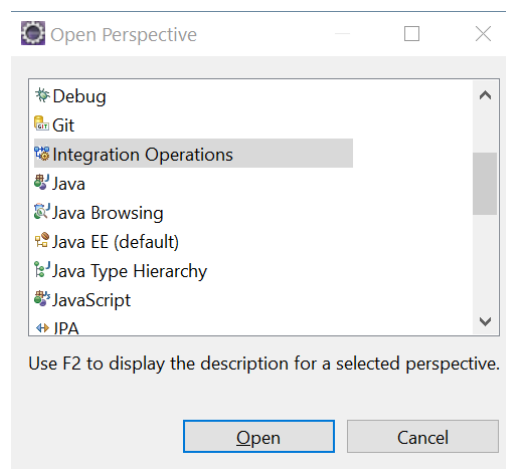 Open Perspective
Debug
Git
Integration Operations
Java
Java Browsing
Java EE (default)
Java Type Hierarchy
JavaScript
JPA
Use F2 to display the description for a selected perspective.
Open
Cancel